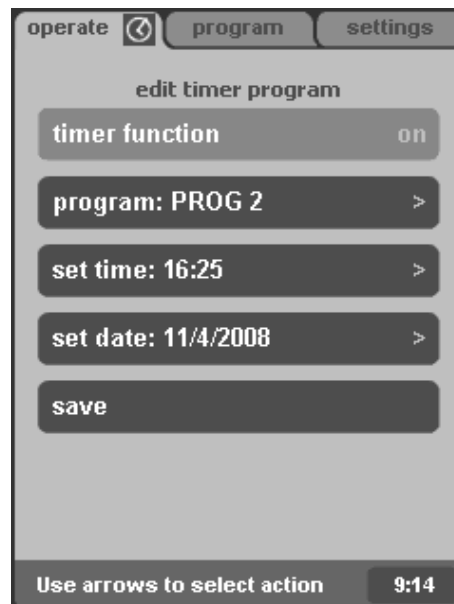 operate program settings
edit timer program
timer function on
program: PROG 2 >
set time: 16:25 >
set date: 11/4/2008 >
save
Use arrows to select action 9:14